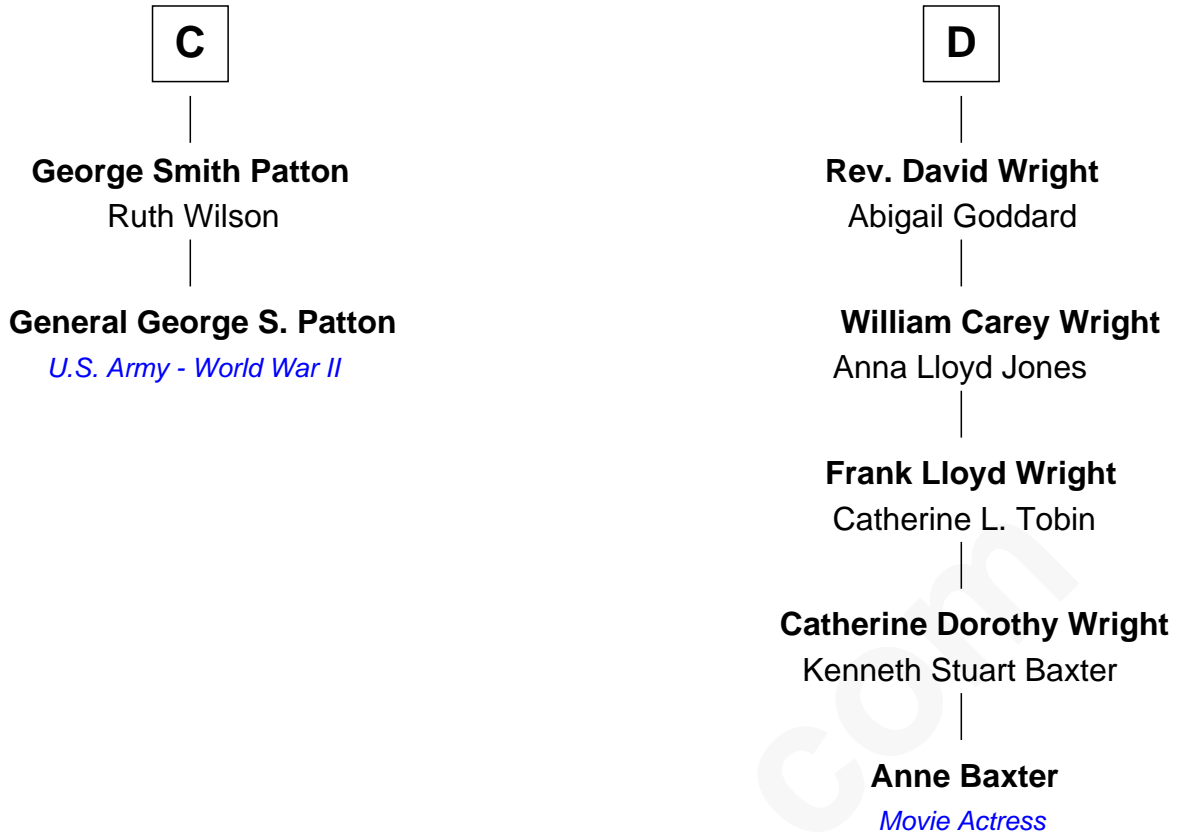 C
George Smith Patton
Ruth Wilson
General George S. Patton
U.S. Army - World War II
D
Rev. David Wright
Abigail Goddard
William Carey Wright
Anna Lloyd Jones
Frank Lloyd Wright
Catherine L. Tobin
Catherine Dorothy Wright
Kenneth Stuart Baxter
Anne Baxter
Movie Actress
com